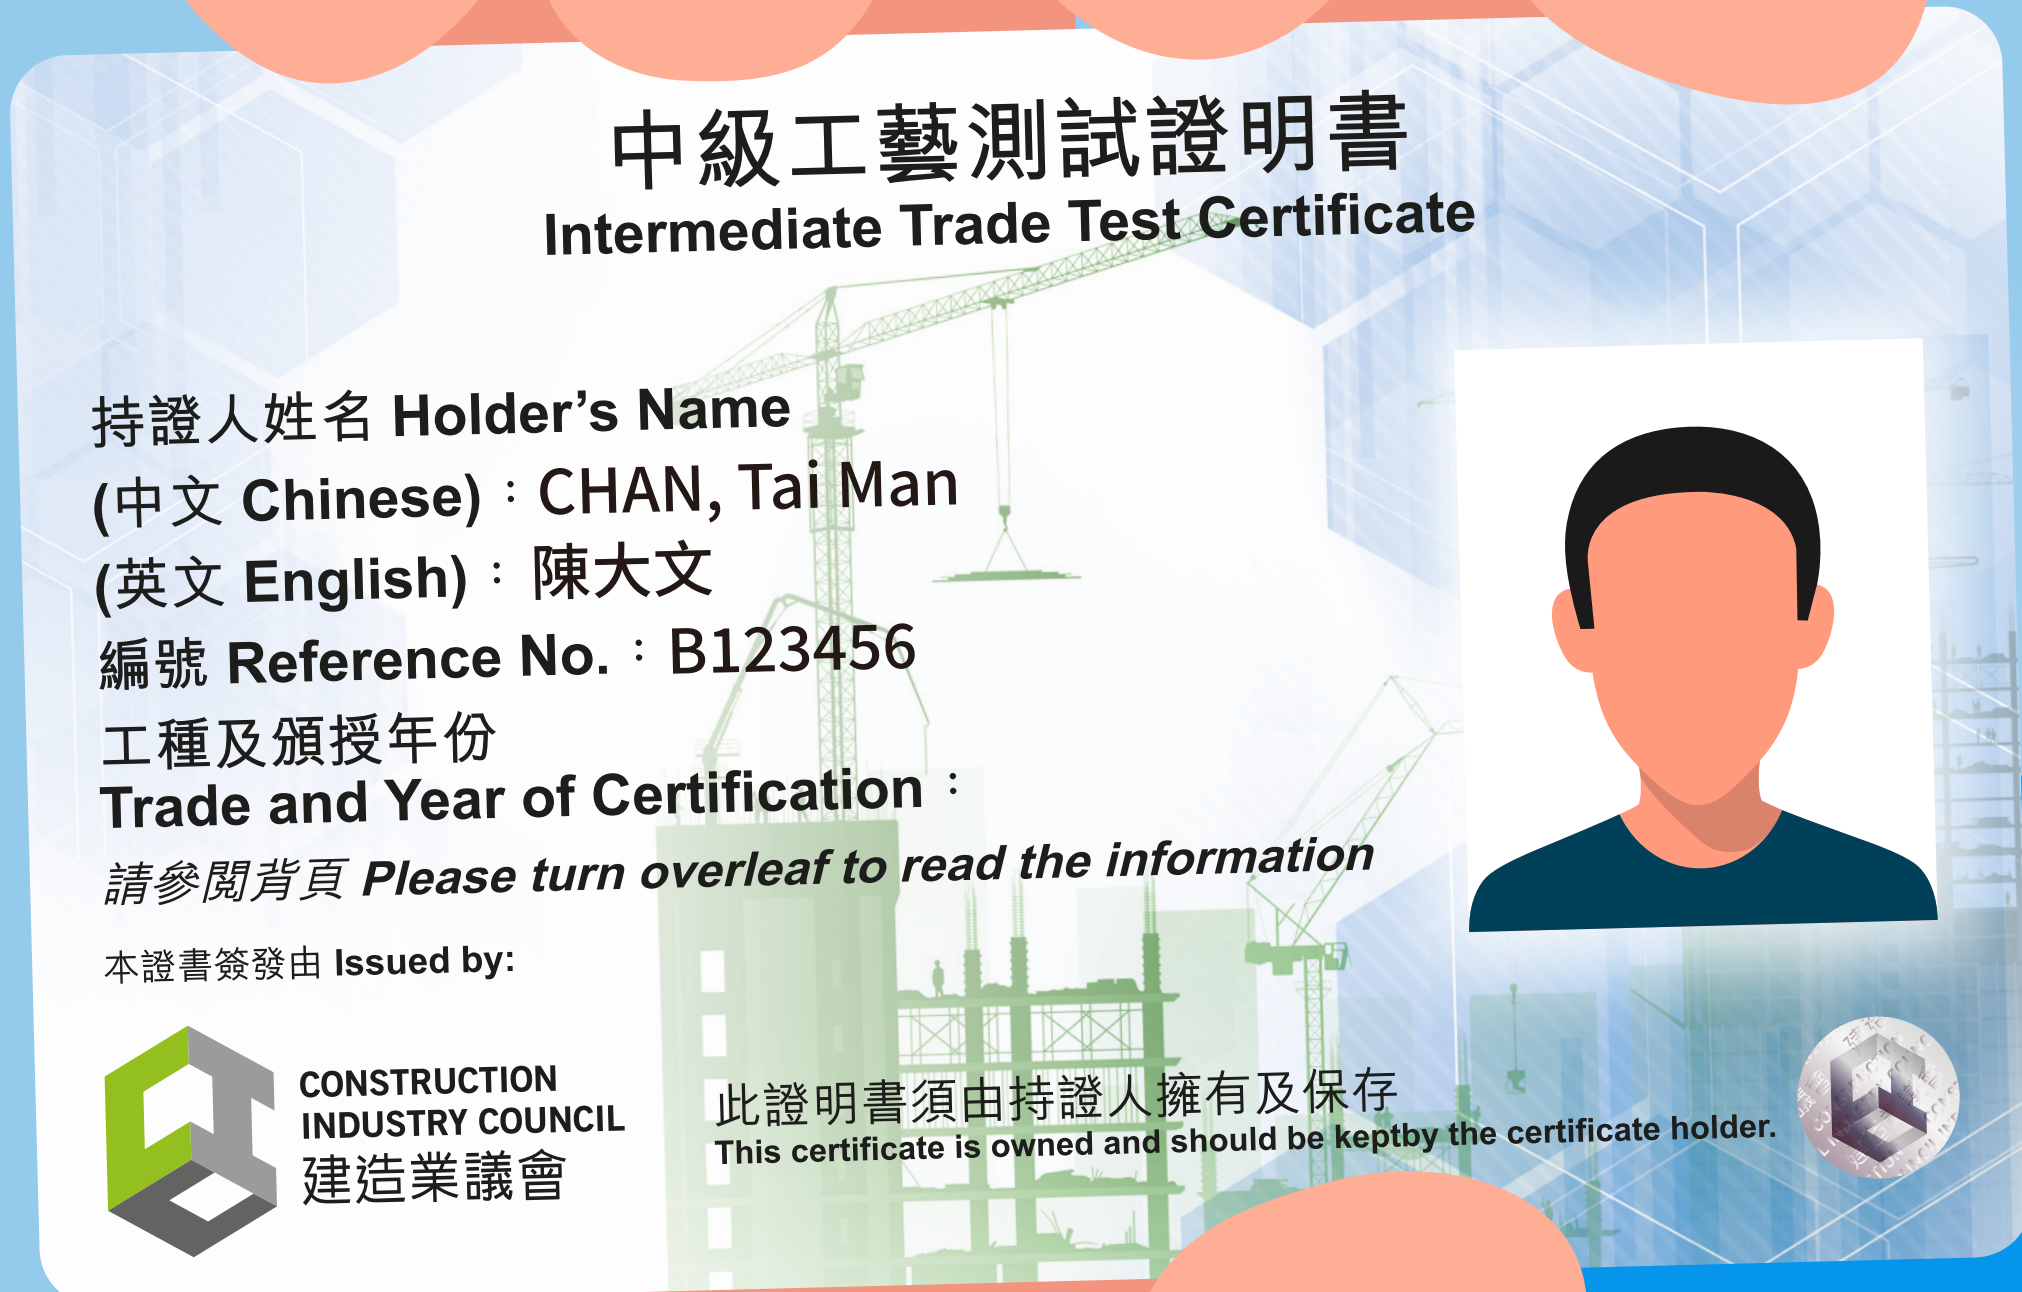 中級工藝測試證明書
Intermediate Trade Test Certificate
持證人姓名 Holder’s Name
(中文 Chinese)：CHAN, Tai Man
(英文 English)： 陳大文
編號 Reference No.：B123456
工種及頒授年份
Trade and Year of Certification：
請參閲背頁 Please turn overleaf to read the information
本證書簽發由 Issued by:
CONSTRUCTION
INDUSTRY COUNCIL
建造業議會
此證明書須由持證人擁有及保存
This certificate is owned and should be keptby the certificate holder.